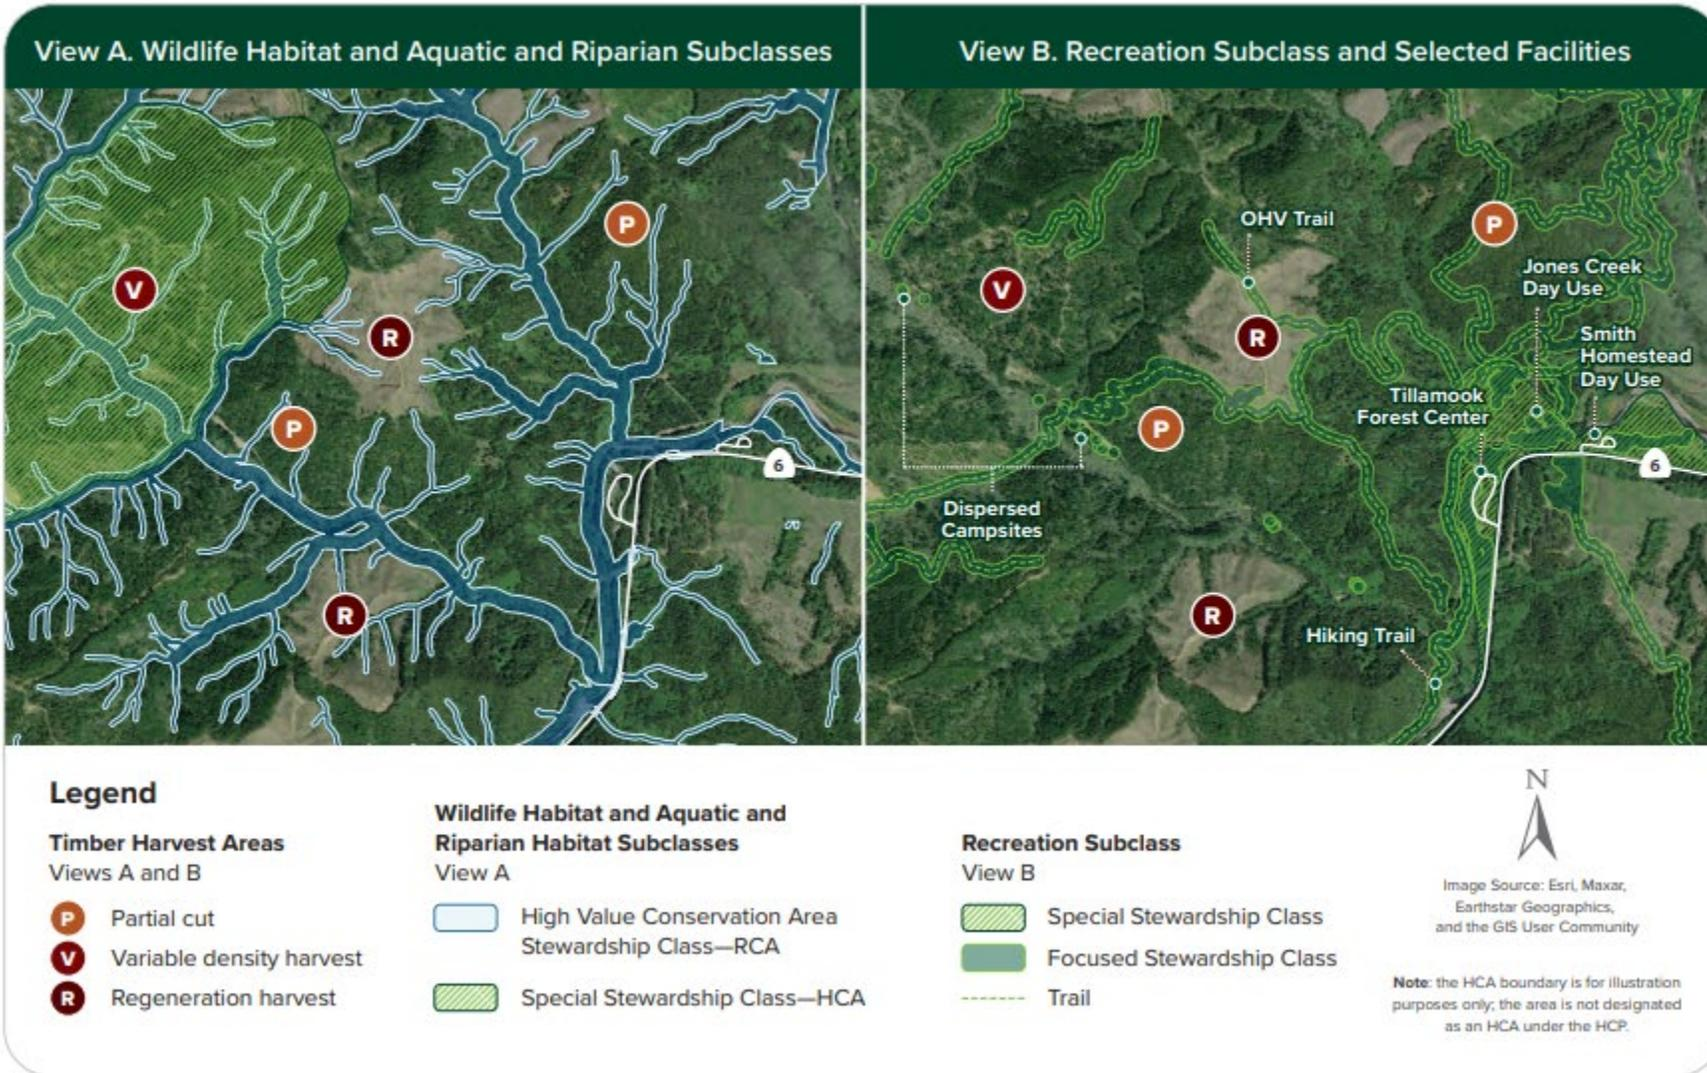 View A. Wildlife Habitat and Aquatic and Riparian Subclasses
P
V
R
P
6
R
View B. Recreation Subclass and Selected Facilities
OHV Trail
P
Jones Creek
Day Use
V
Smith
Homestead
Day Use
R
Tillamook
Forest Center
P
6
Dispersed
Campsites
R
Hiking Trail
Legend
Timber Harvest Areas
Views A and B
P Partial cut
V Variable density harvest
R Regeneration harvest
Wildlife Habitat and Aquatic and
Riparian Habitat Subclasses
View A
High Value Conservation Area
Stewardship Class—RCA
Special Stewardship Class—HCA
Recreation Subclass
View B
Special Stewardship Class
Focused Stewardship Class
Trail
N
Image Source: Esri, Maxar,
Earthstar Geographics,
and the GIS User Community
Note: the HCA boundary is for illustration
purposes only; the area is not designated
as an HCA under the HCP.